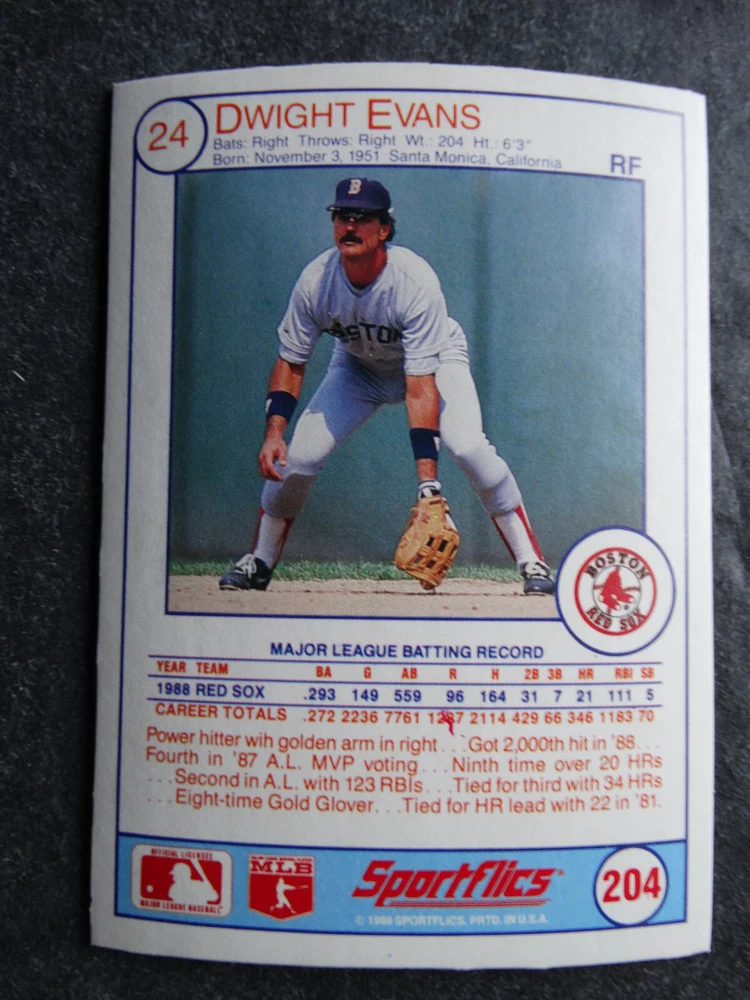 24
DWIGHT EVANS
Bats: Right Throws: Right Wt.: 204 Ht.: 6'3"
Born: November 3, 1951 Santa Monica, California
RF
B
BOSTON
BOSTON
RED SOX
MAJOR LEAGUE BATTING RECORD
YEAR TEAM BA G AB R H 2B 3B HR RBI SB
1988 RED SOX .293 149 559 96 164 31 7 21 111 5
CAREER TOTALS .272 2236 7761 1287 2114 429 66 346 1183 70
Power hitter wih golden arm in right...Got 2,000th hit in '88...
Fourth in '87 A.L. MVP voting...Ninth time over 20 HRs
...Second in A.L. with 123 RBIs...Tied for third with 34 HRs
...Eight-time Gold Glover...Tied for HR lead with 22 in '81.
OFFICIAL LICENSEE
MAJOR LEAGUE BASEBALL
MLB
Sportflics
© 1989 SPORTFLICS, PRTD. IN U.S.A.
204